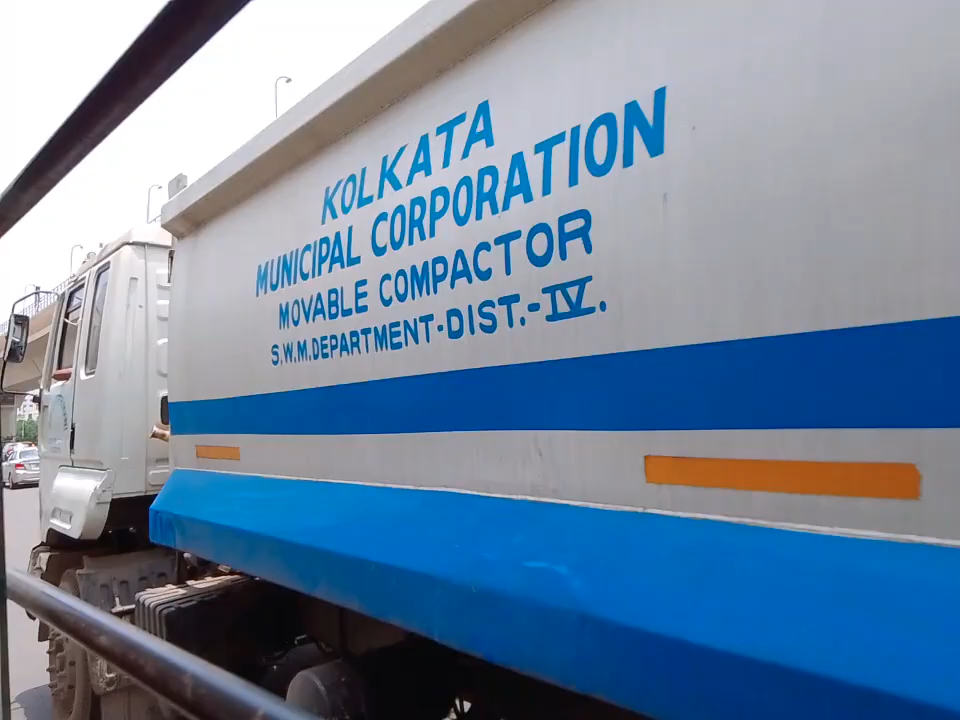 KOLKATA
MUNICIPAL CORPORATION
MOVABLE COMPACTOR
S.W.M.DEPARTMENT-DIST.-IV.